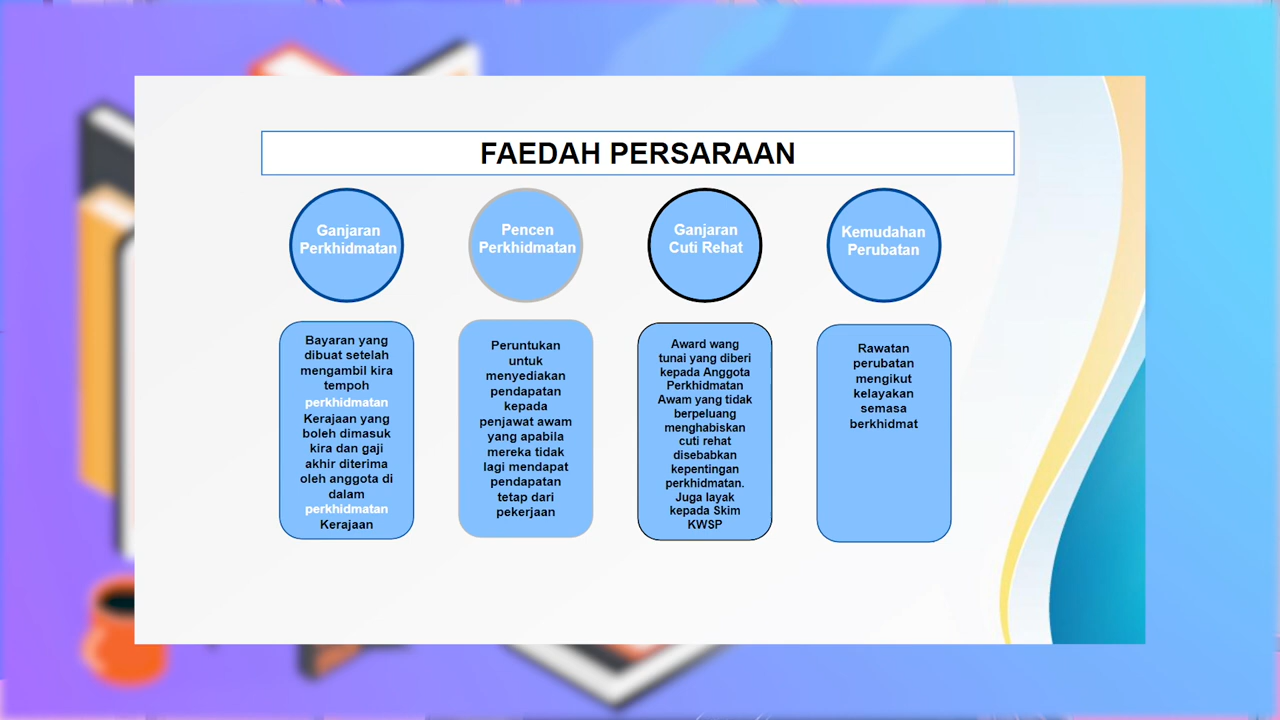 FAEDAH PERSARAAN
Ganjaran
Perkhidmatan
Pencen
Perkhidmatan
Ganjaran
Cuti Rehat
Kemudahan
Perubatan
Bayaran yang
dibuat setelah
mengambil kira
tempoh
perkhidmatan
Kerajaan yang
boleh dimasuk
kira dan gaji
akhir diterima
oleh anggota di
dalam
perkhidmatan
Kerajaan
Peruntukan
untuk
menyediakan
pendapatan
kepada
penjawat awam
yang apabila
mereka tidak
lagi mendapat
pendapatan
tetap dari
pekerjaan
Award wang
tunai yang diberi
kepada Anggota
Perkhidmatan
Awam yang tidak
berpeluang
menghabiskan
cuti rehat
disebabkan
kepentingan
perkhidmatan.
Juga layak
kepada Skim
KWSP
Rawatan
perubatan
mengikut
kelayakan
semasa
berkhidmat